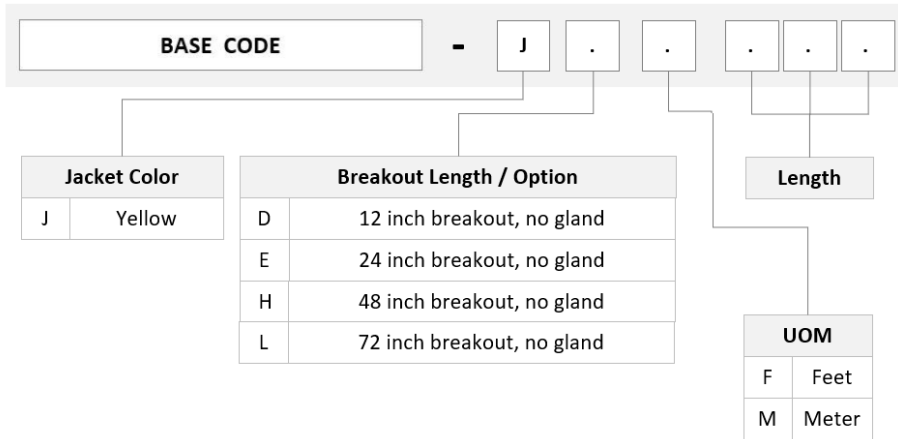 BASE CODE - J . . . . .
Jacket Color
J Yellow
Breakout Length / Option
D 12 inch breakout, no gland
E 24 inch breakout, no gland
H 48 inch breakout, no gland
L 72 inch breakout, no gland
Length
UOM
F Feet
M Meter